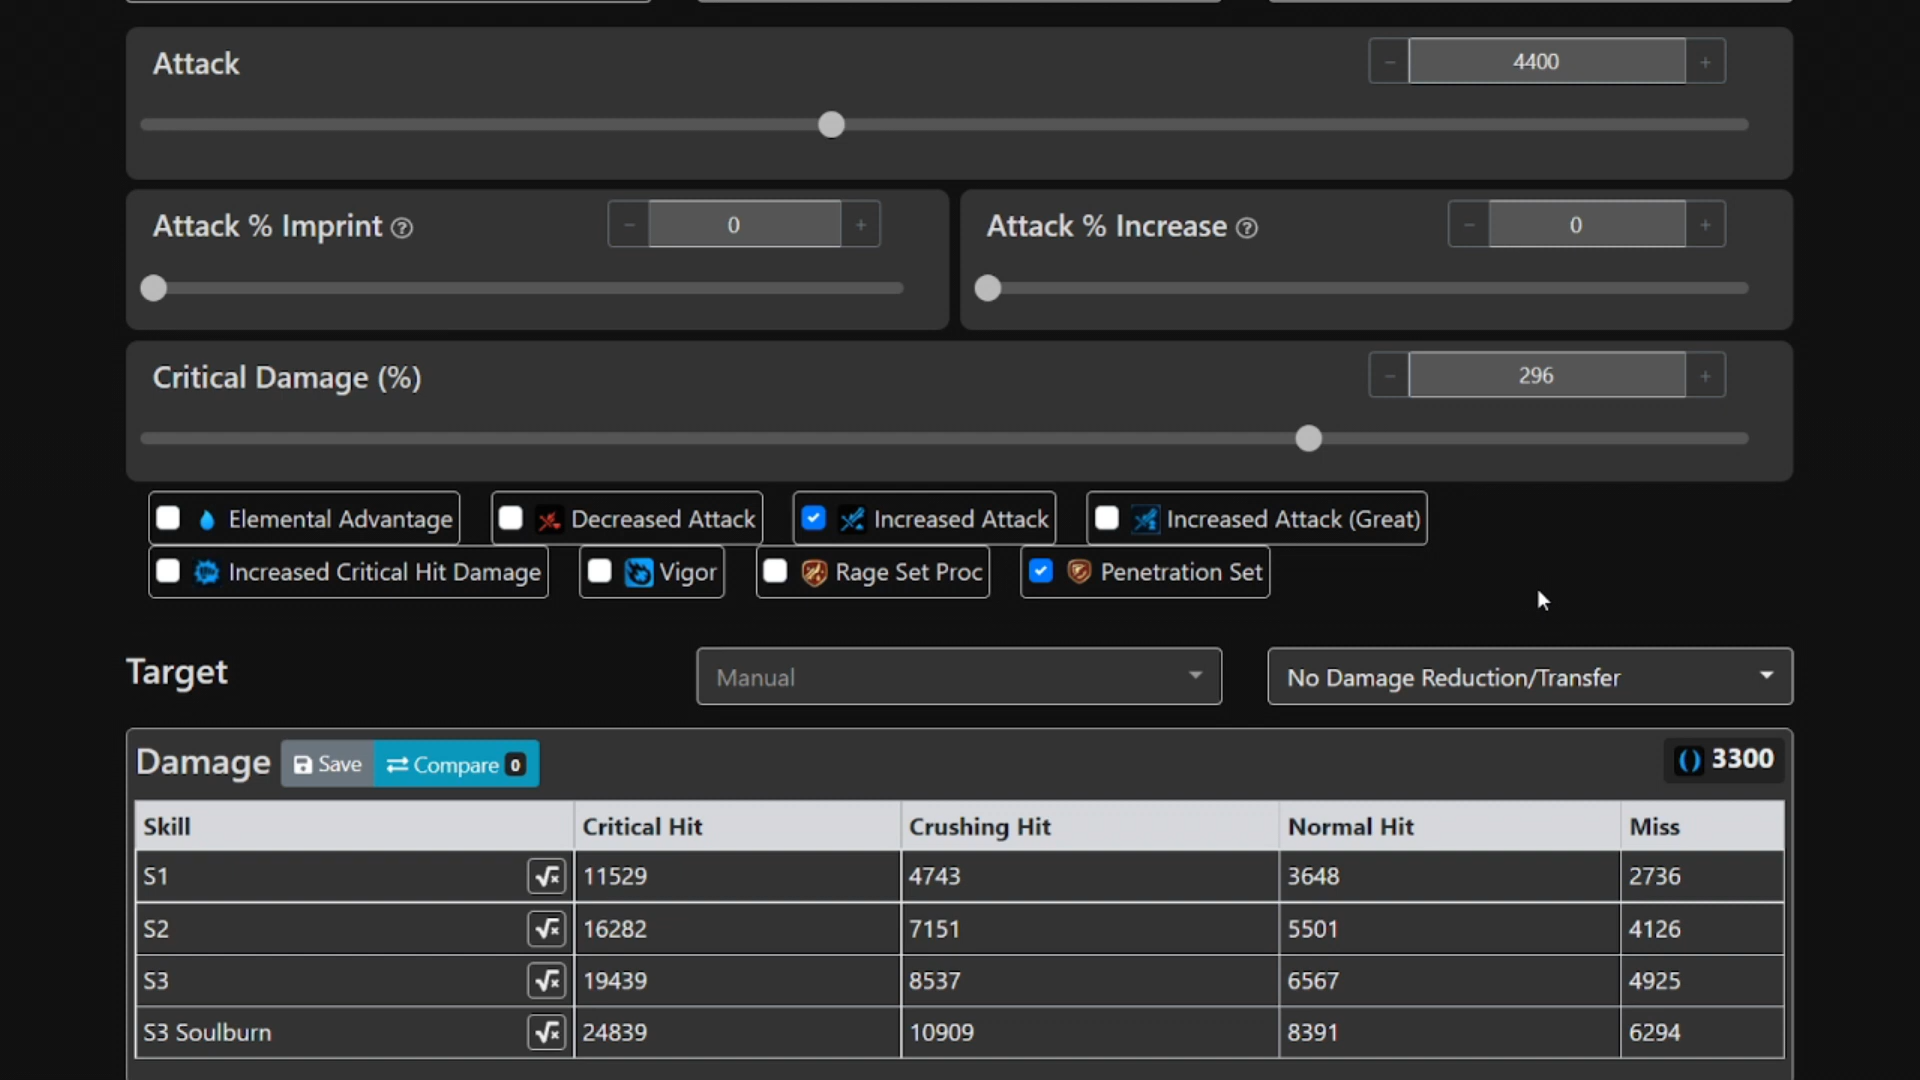 Attack
− 4400 +
Attack % Imprint ?
− 0 +
Attack % Increase ?
− 0 +
Critical Damage (%)
− 296 +
Elemental Advantage
Decreased Attack
Increased Attack
Increased Attack (Great)
Increased Critical Hit Damage
Vigor
Rage Set Proc
Penetration Set
Target
Manual
No Damage Reduction/Transfer
Damage Save Compare 0 3300
Skill Critical Hit Crushing Hit Normal Hit Miss
S1 √x 11529 4743 3648 2736
S2 √x 16282 7151 5501 4126
S3 √x 19439 8537 6567 4925
S3 Soulburn √x 24839 10909 8391 6294